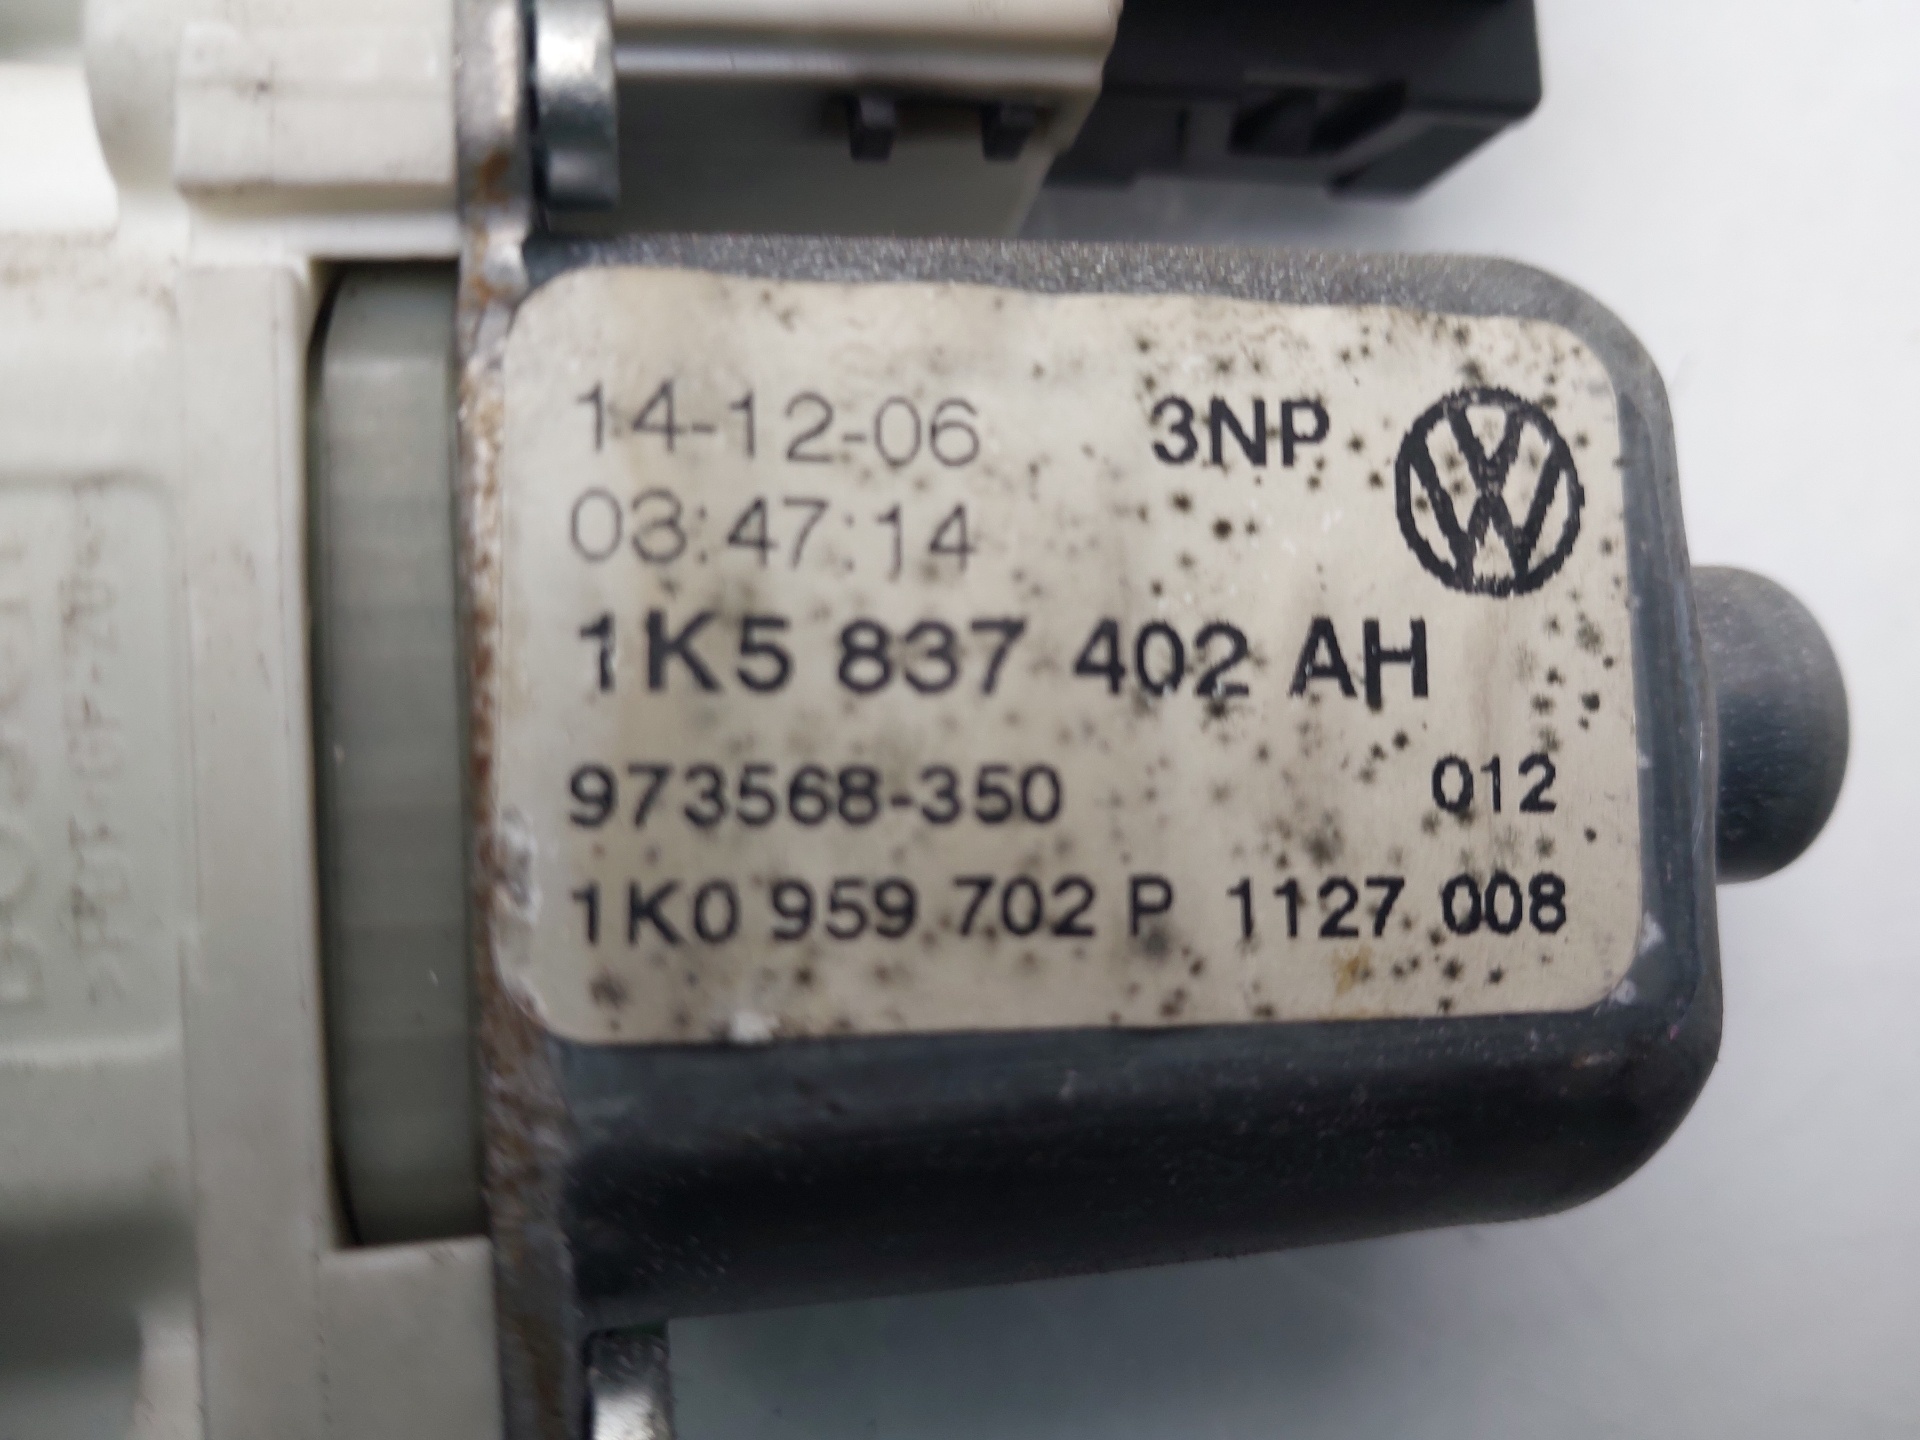 14-12-06 3NP
03:47:14
1K5 837 402 AH
973568-350 012
1K0 959 702 P 1127 008